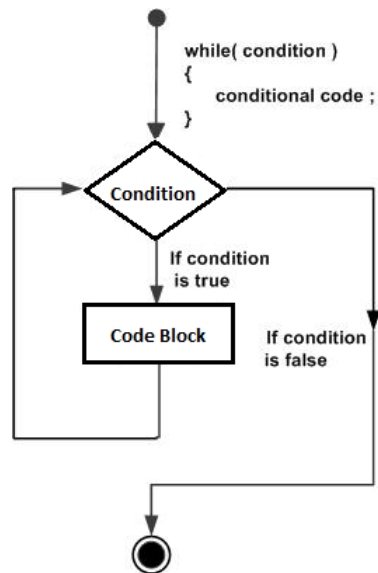 while( condition )
{
conditional code ;
}
Condition
If condition
is true
Code Block
If condition
is false